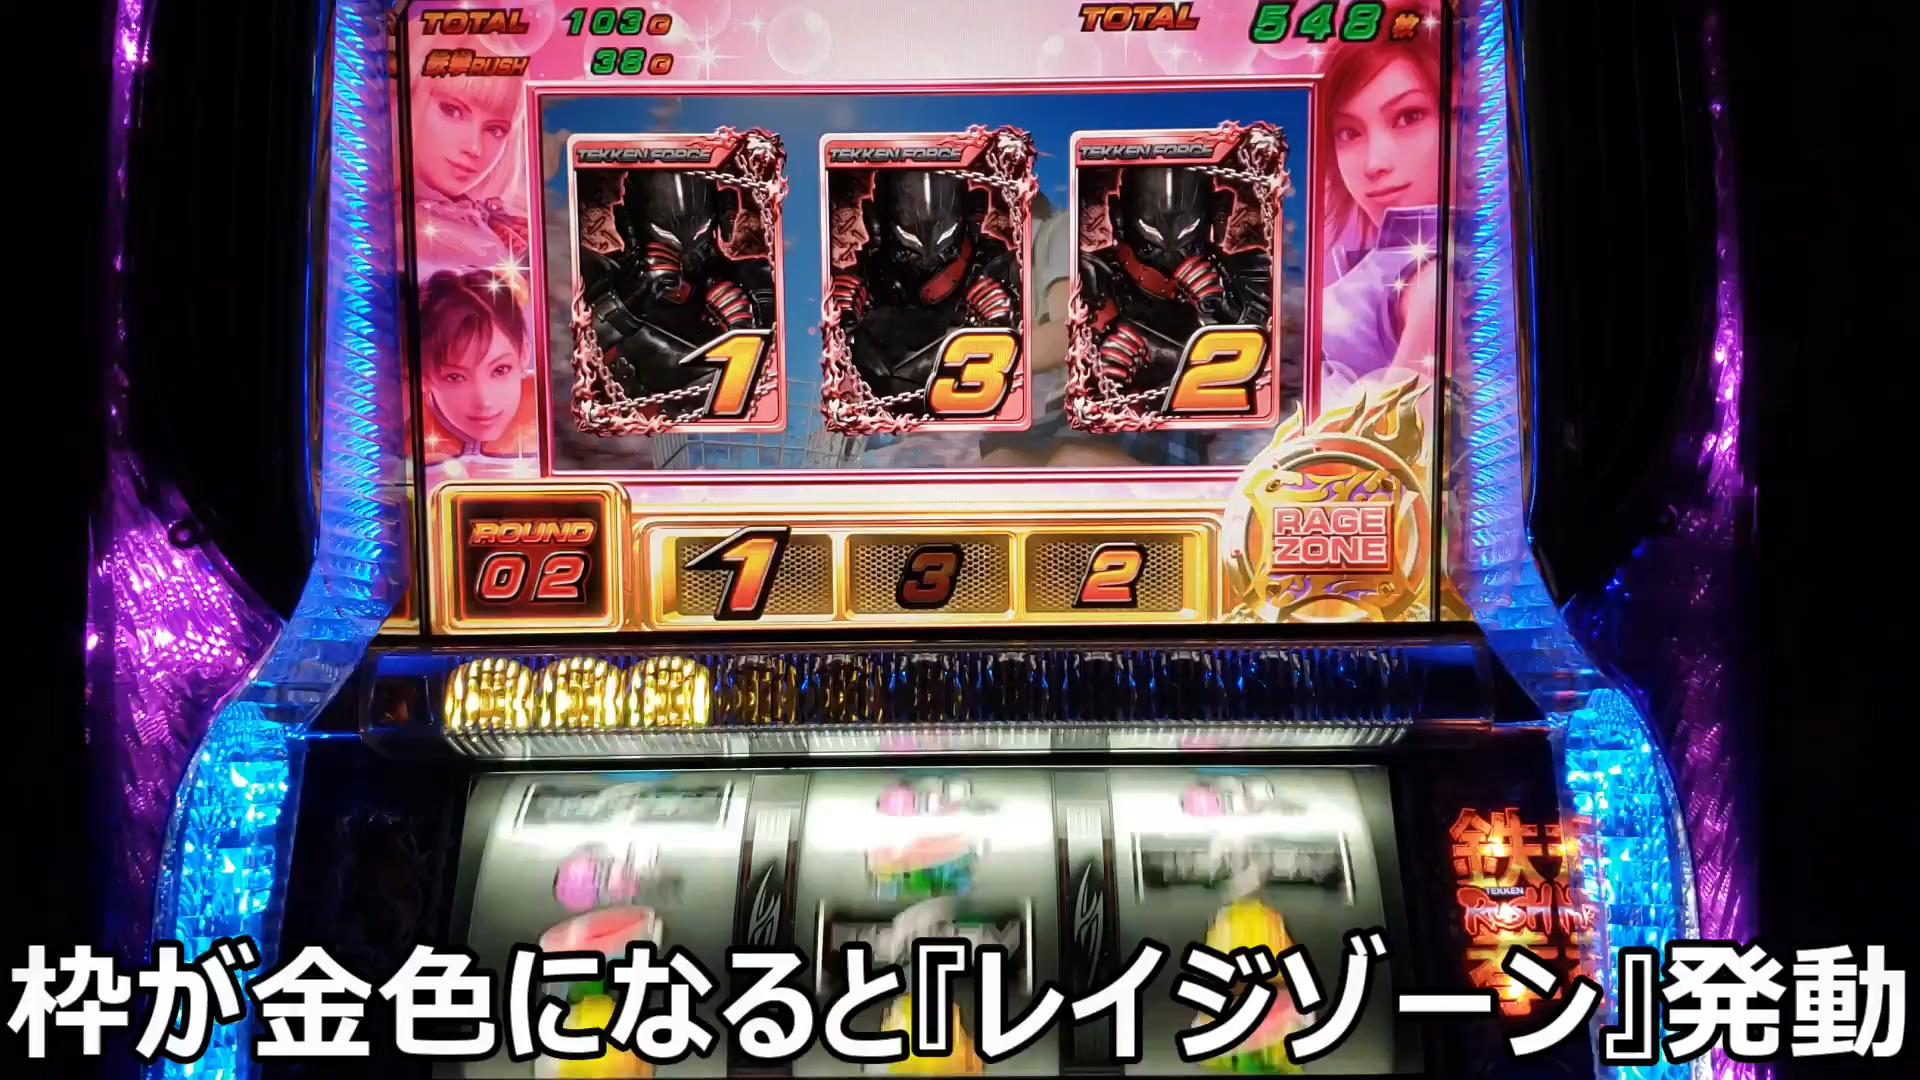 TOTAL 103G
鉄拳RUSH 38G
TOTAL 548枚
TEKKEN FORCE
TEKKEN FORCE
TEKKEN FORCE
1
3
2
ROUND
02
1 3 2
RAGE
ZONE
鉄
TEKKEN
RUSH
枠が金色になると『レイジゾーン』発動